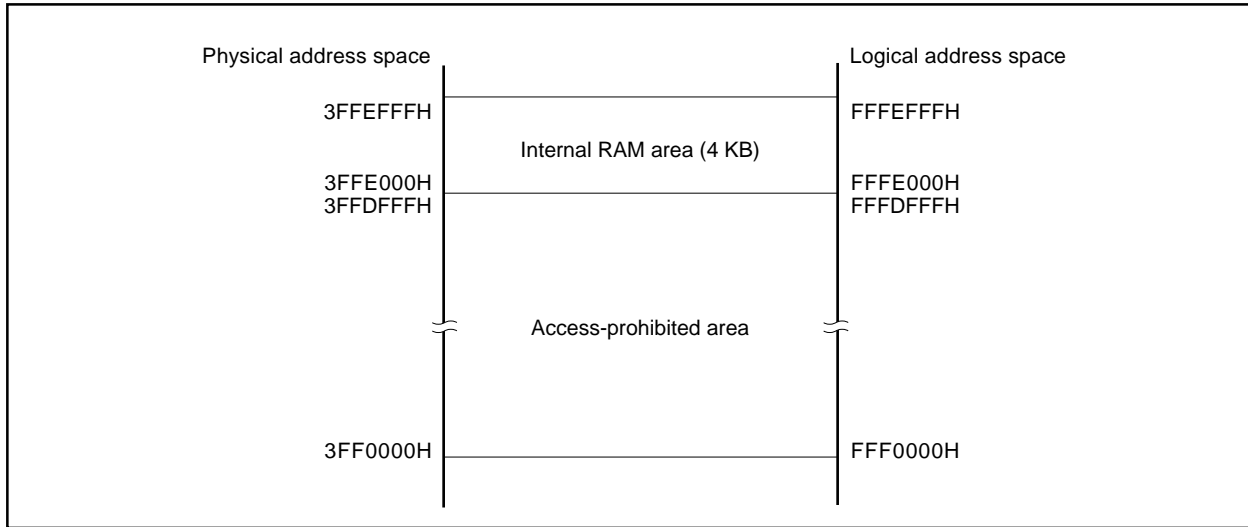 Physical address space
Logical address space
3FFEFFFH
FFFEFFFH
Internal RAM area (4 KB)
3FFE000H
FFFE000H
3FFDFFFH
FFFDFFFH
Access-prohibited area
3FF0000H
FFF0000H